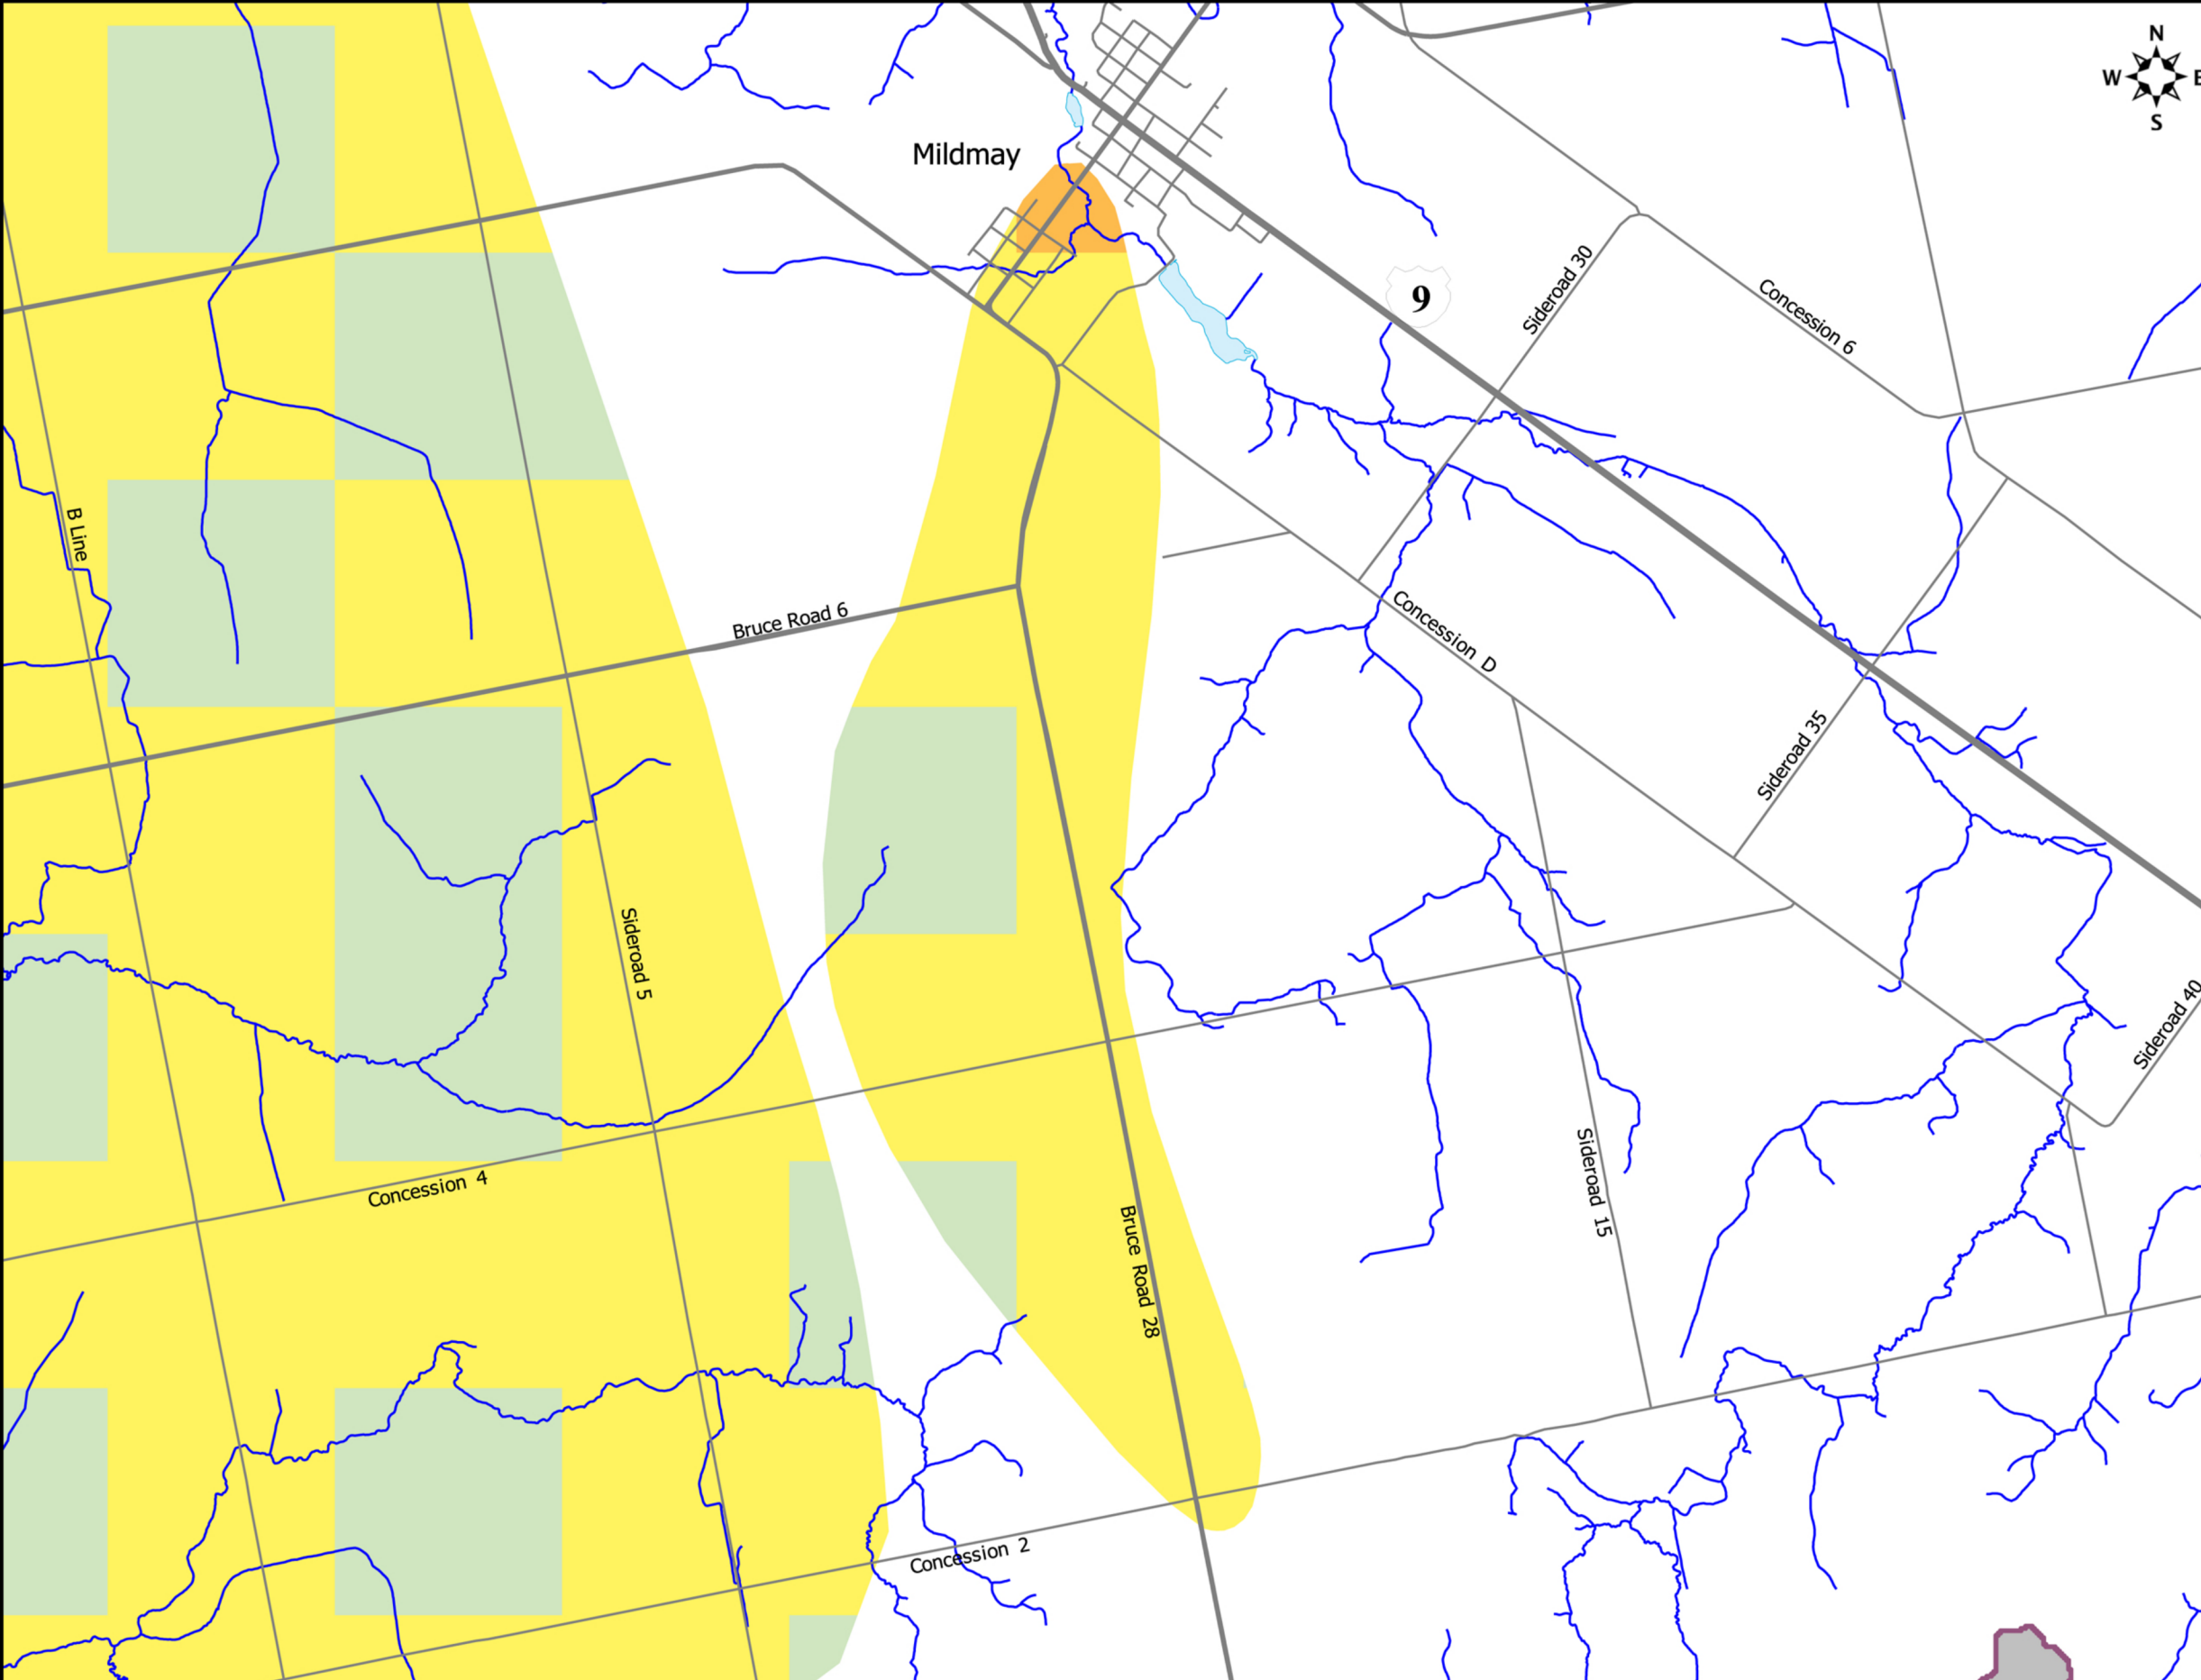 N
W
E
S
Mildmay
9
Sideroad 30
Concession 6
B Line
Bruce Road 6
Concession D
Sideroad 35
Sideroad 5
Sideroad 40
Concession 4
Sideroad 15
Bruce Road 28
Concession 2